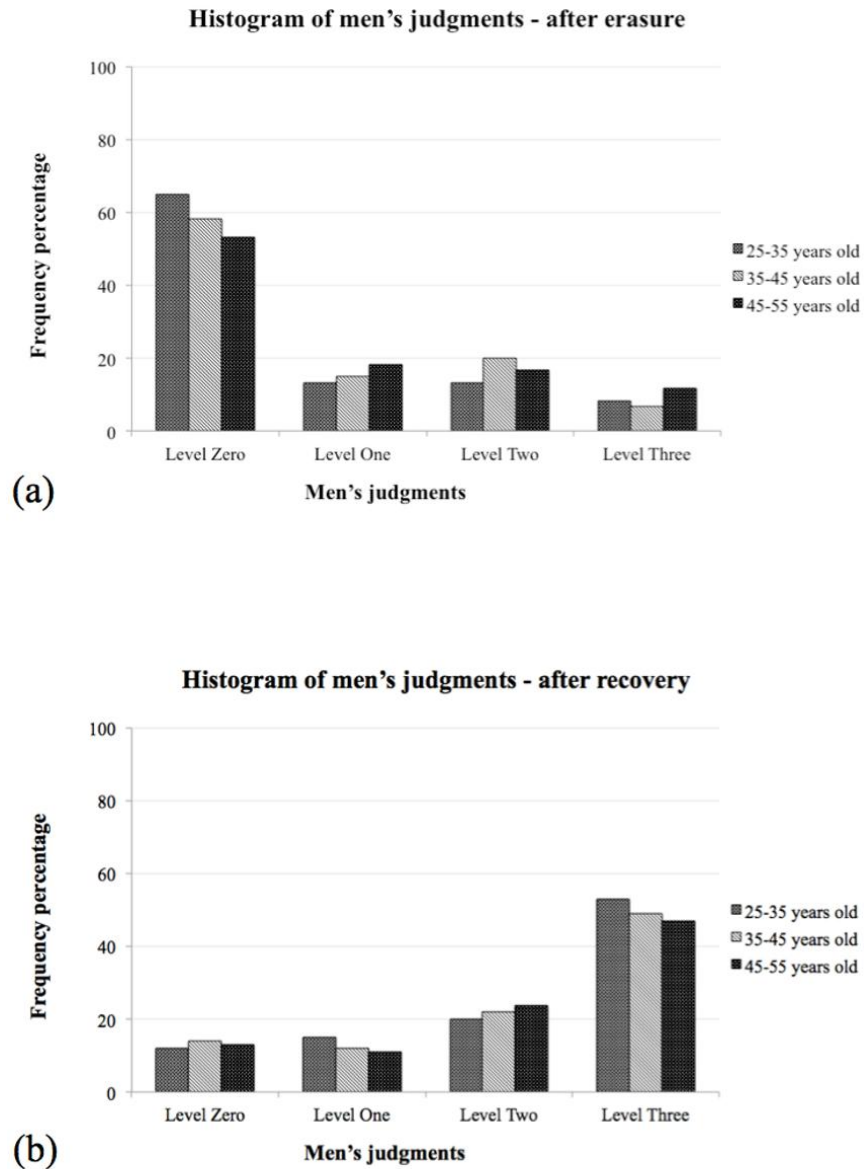 Histogram of men’s judgments - after erasure
100
80
60
40
20
0
Frequency percentage
Level Zero Level One Level Two Level Three
Men’s judgments
25-35 years old
35-45 years old
45-55 years old
(a)
Histogram of men’s judgments - after recovery
100
80
60
40
20
0
Frequency percentage
Level Zero Level One Level Two Level Three
Men’s judgments
25-35 years old
35-45 years old
45-55 years old
(b)